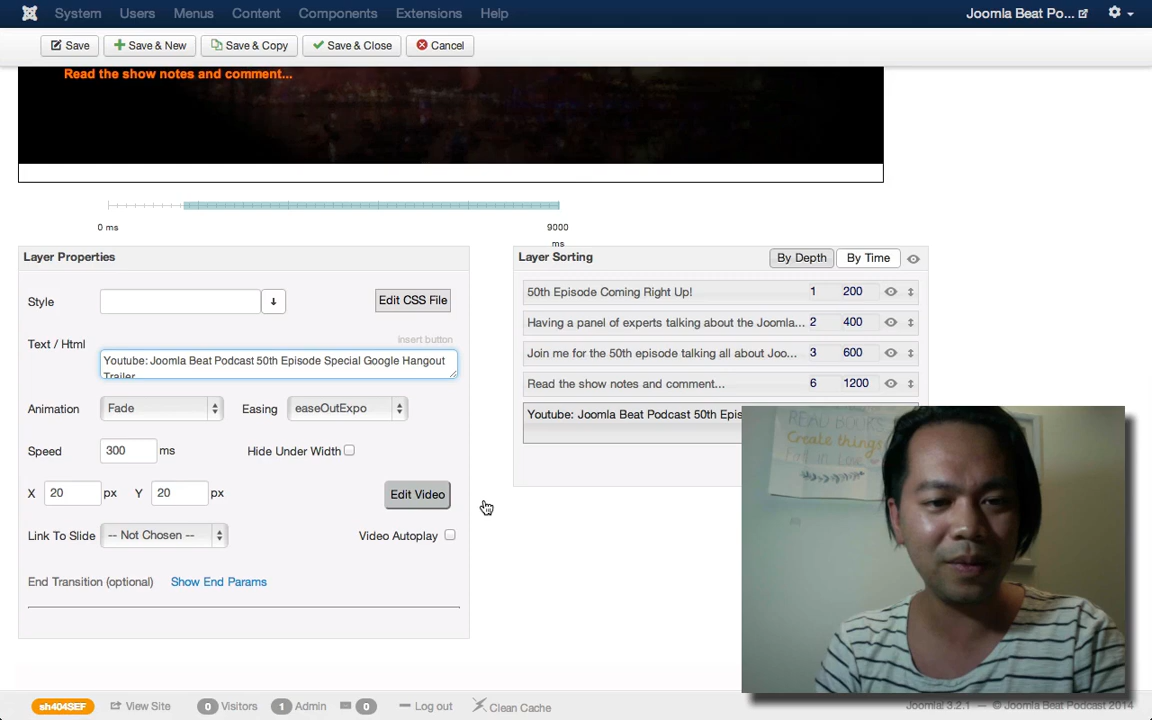 System Users Menus Content Components Extensions Help Joomla Beat Po...
Save Save & New Save & Copy Save & Close Cancel
Read the show notes and comment...
0 ms 9000
ms
Layer Properties
Style Edit CSS File
insert button
Text / Html
Youtube: Joomla Beat Podcast 50th Episode Special Google Hangout
Trailer
Animation Fade Easing easeOutExpo
Speed 300 ms Hide Under Width
X 20 px Y 20 px Edit Video
Link To Slide -- Not Chosen -- Video Autoplay
End Transition (optional) Show End Params
Layer Sorting By Depth By Time
50th Episode Coming Right Up! 1 200
Having a panel of experts talking about the Joomla... 2 400
Join me for the 50th episode talking all about Joo... 3 600
Read the show notes and comment... 6 1200
Youtube: Joomla Beat Podcast 50th Epis
READ BOOKS
Create things
Fall in Love
sh404SEF View Site 0 Visitors 1 Admin 0 Log out Clean Cache
Joomla! 3.2.1 — © Joomla Beat Podcast 2014